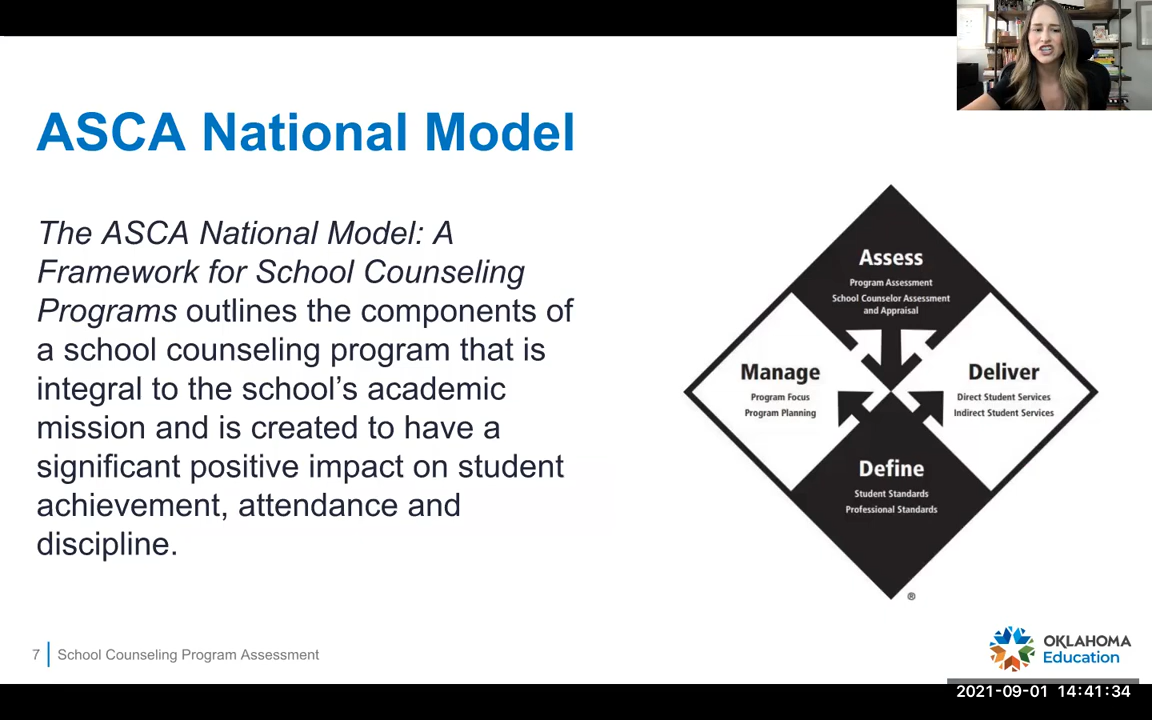 ASCA National Model
The ASCA National Model: A
Framework for School Counseling
Programs outlines the components of
a school counseling program that is
integral to the school’s academic
mission and is created to have a
significant positive impact on student
achievement, attendance and
discipline.
Assess
Program Assessment
School Counselor Assessment
and Appraisal
Manage
Program Focus
Program Planning
Deliver
Direct Student Services
Indirect Student Services
Define
Student Standards
Professional Standards
®
7
School Counseling Program Assessment
OKLAHOMA
Education
2021-09-01 14:41:34